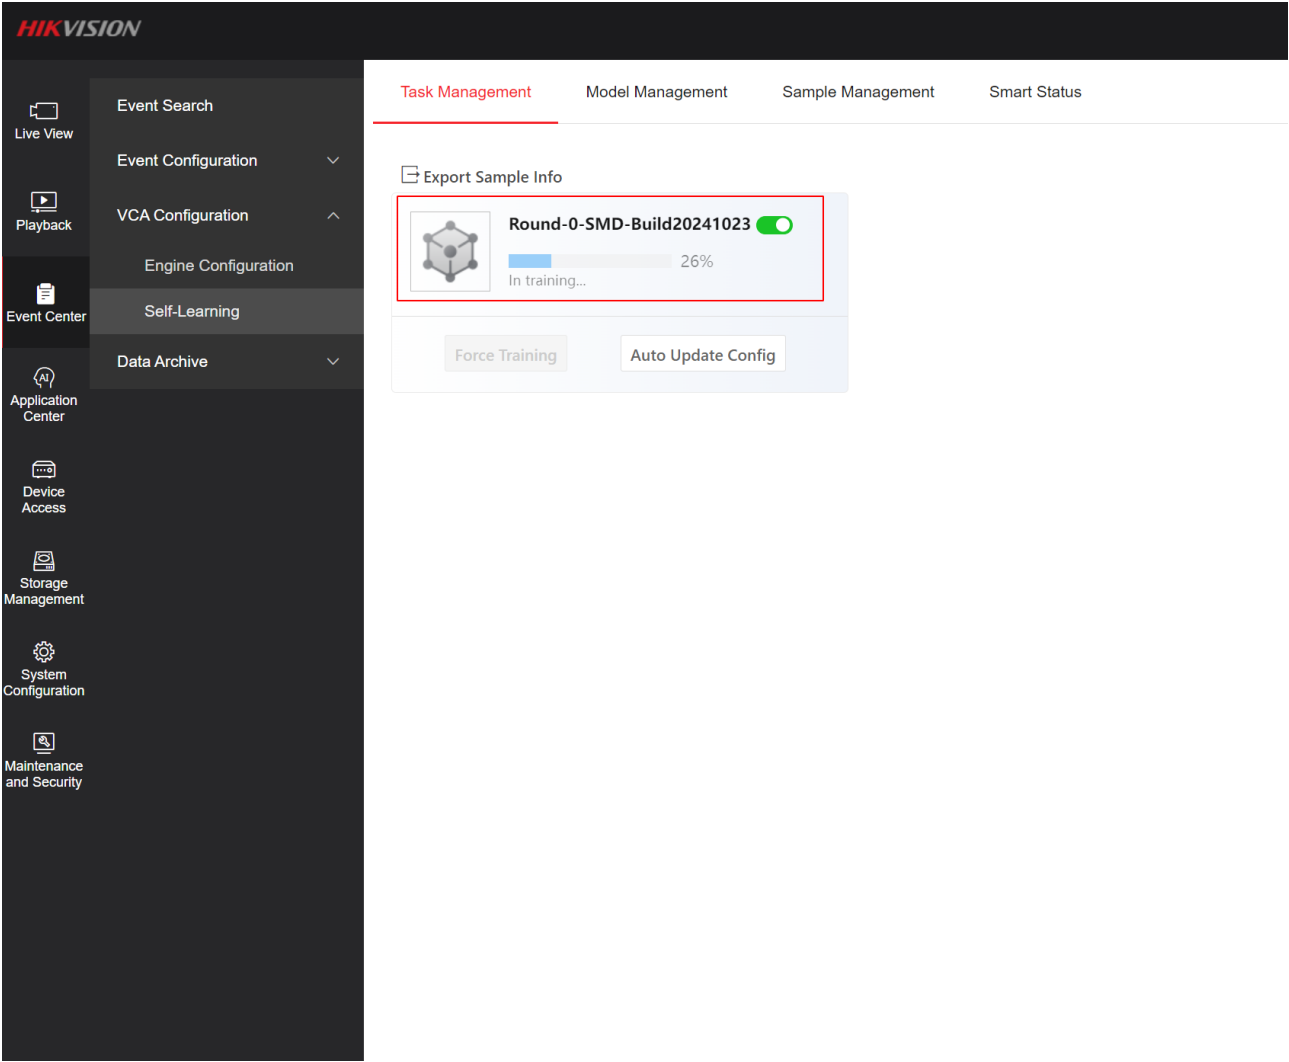 HIKVISION
Live View
Playback
Event Center
AI
Application
Center
Device
Access
Storage
Management
System
Configuration
Maintenance
and Security
Event Search
Event Configuration
VCA Configuration
Engine Configuration
Self-Learning
Data Archive
Task Management
Model Management
Sample Management
Smart Status
Export Sample Info
Round-0-SMD-Build20241023
26%
In training...
Force Training
Auto Update Config